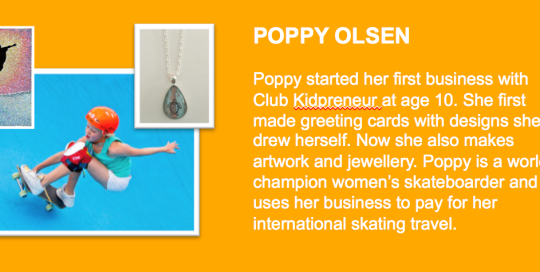 POPPY OLSEN
Poppy started her first business with
Club Kidpreneur at age 10. She first
made greeting cards with designs she
drew herself. Now she also makes
artwork and jewellery. Poppy is a
champion women's skateboarder and
uses her business to pay for her
international skating travel.